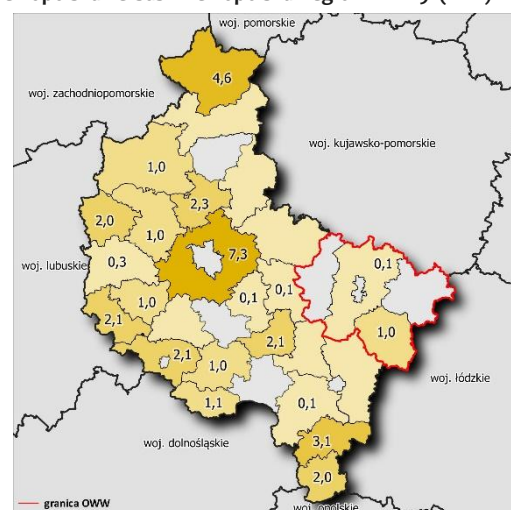 woj. pomorskie
4,6
woj. zachodniopomorskie
woj. kujawsko-pomorskie
1,0
2,3
2,0
1,0
7,3
woj. lubuskie
0,3
0,1
0,1
0,1
1,0
2,1
1,0
2,1
2,1
1,0
woj. łódzkie
1,1
0,1
woj. dolnośląskie
3,1
2,0
granica OWW
woj. opolskie